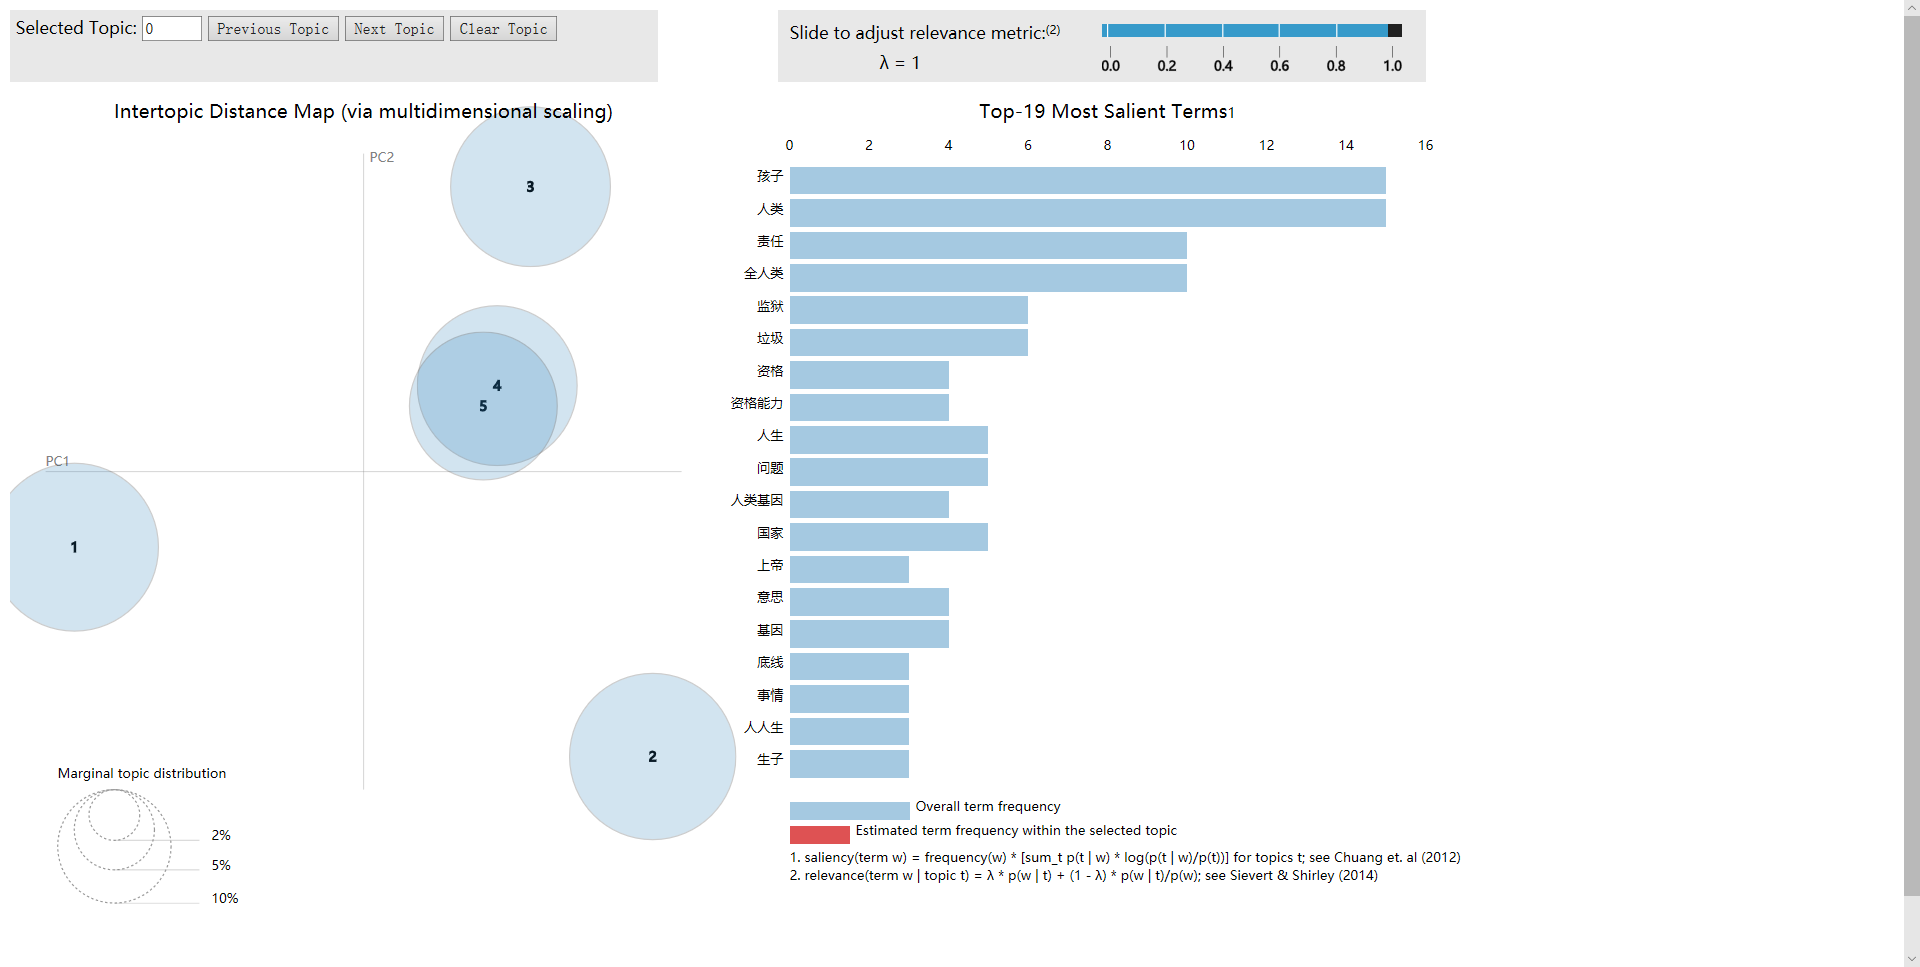 Selected Topic: 0 Previous Topic Next Topic Clear Topic
Slide to adjust relevance metric:(2)
λ = 1
0.0 0.2 0.4 0.6 0.8 1.0
Intertopic Distance Map (via multidimensional scaling)
PC2
PC1
3
4
5
1
2
Marginal topic distribution
2%
5%
10%
Top-19 Most Salient Terms1
0 2 4 6 8 10 12 14 16
孩子
人类
责任
全人类
监狱
垃圾
资格
资格能力
人生
问题
人类基因
国家
上帝
意思
基因
底线
事情
人人生
生子
Overall term frequency
Estimated term frequency within the selected topic
1. saliency(term w) = frequency(w) * [sum_t p(t | w) * log(p(t | w)/p(t))] for topics t; see Chuang et. al (2012)
2. relevance(term w | topic t) = λ * p(w | t) + (1 - λ) * p(w | t)/p(w); see Sievert & Shirley (2014)